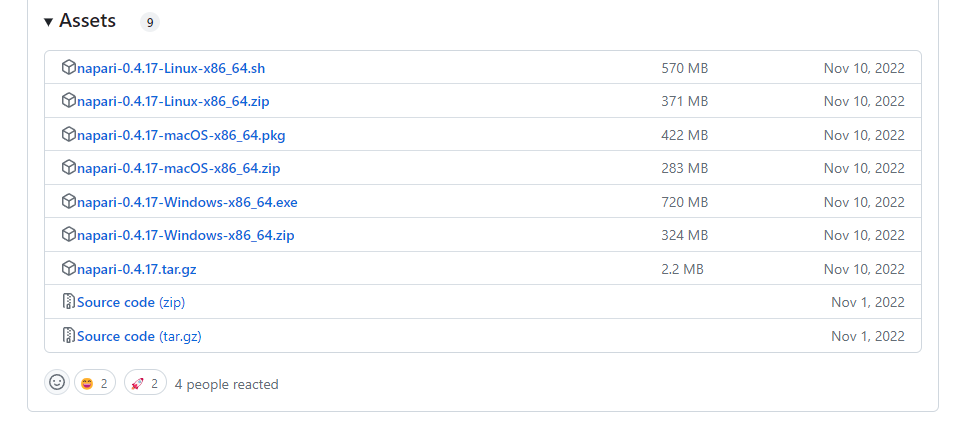 ▼ Assets 9
napari-0.4.17-Linux-x86_64.sh 570 MB Nov 10, 2022
napari-0.4.17-Linux-x86_64.zip 371 MB Nov 10, 2022
napari-0.4.17-macOS-x86_64.pkg 422 MB Nov 10, 2022
napari-0.4.17-macOS-x86_64.zip 283 MB Nov 10, 2022
napari-0.4.17-Windows-x86_64.exe 720 MB Nov 10, 2022
napari-0.4.17-Windows-x86_64.zip 324 MB Nov 10, 2022
napari-0.4.17.tar.gz 2.2 MB Nov 10, 2022
Source code (zip) Nov 1, 2022
Source code (tar.gz) Nov 1, 2022
😄 2 🚀 2 4 people reacted